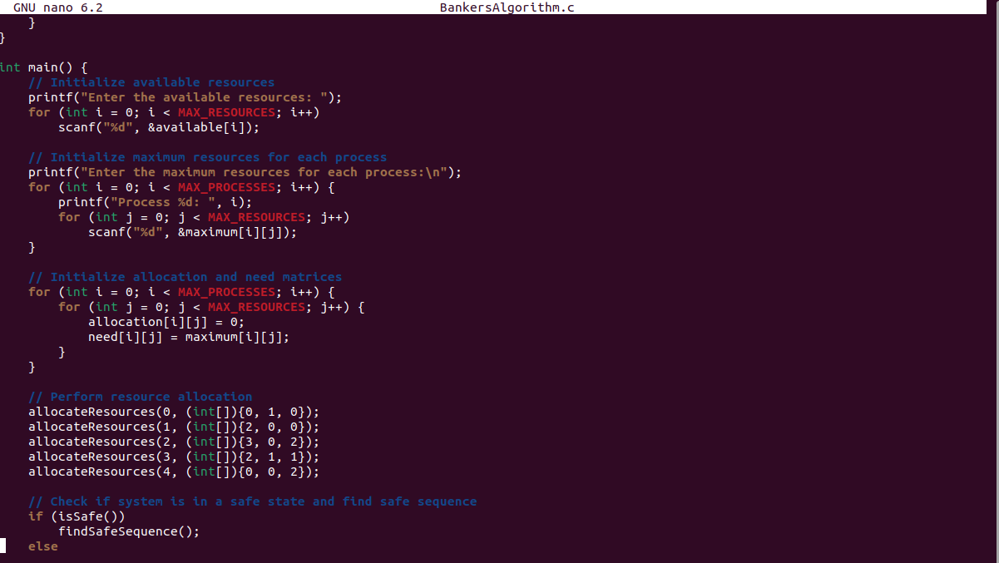 GNU nano 6.2 BankersAlgorithm.c
    }
}

int main() {
    // Initialize available resources
    printf("Enter the available resources: ");
    for (int i = 0; i < MAX_RESOURCES; i++)
        scanf("%d", &available[i]);

    // Initialize maximum resources for each process
    printf("Enter the maximum resources for each process:\n");
    for (int i = 0; i < MAX_PROCESSES; i++) {
        printf("Process %d: ", i);
        for (int j = 0; j < MAX_RESOURCES; j++)
            scanf("%d", &maximum[i][j]);
    }

    // Initialize allocation and need matrices
    for (int i = 0; i < MAX_PROCESSES; i++) {
        for (int j = 0; j < MAX_RESOURCES; j++) {
            allocation[i][j] = 0;
            need[i][j] = maximum[i][j];
        }
    }

    // Perform resource allocation
    allocateResources(0, (int[]){0, 1, 0});
    allocateResources(1, (int[]){2, 0, 0});
    allocateResources(2, (int[]){3, 0, 2});
    allocateResources(3, (int[]){2, 1, 1});
    allocateResources(4, (int[]){0, 0, 2});

    // Check if system is in a safe state and find safe sequence
    if (isSafe())
        findSafeSequence();
    else